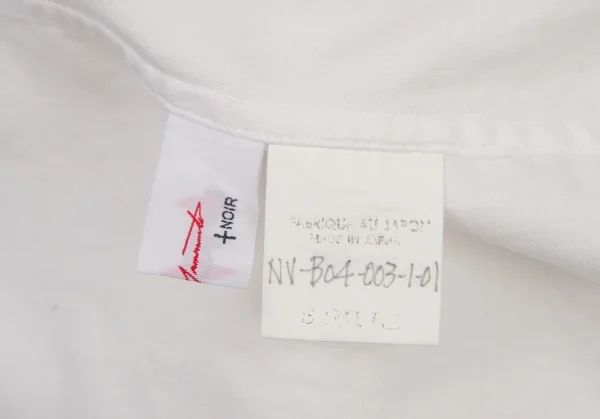 +NOIR
FABRIQUE AU JAPON
MADE IN JAPAN
NV-B04-003-1-01